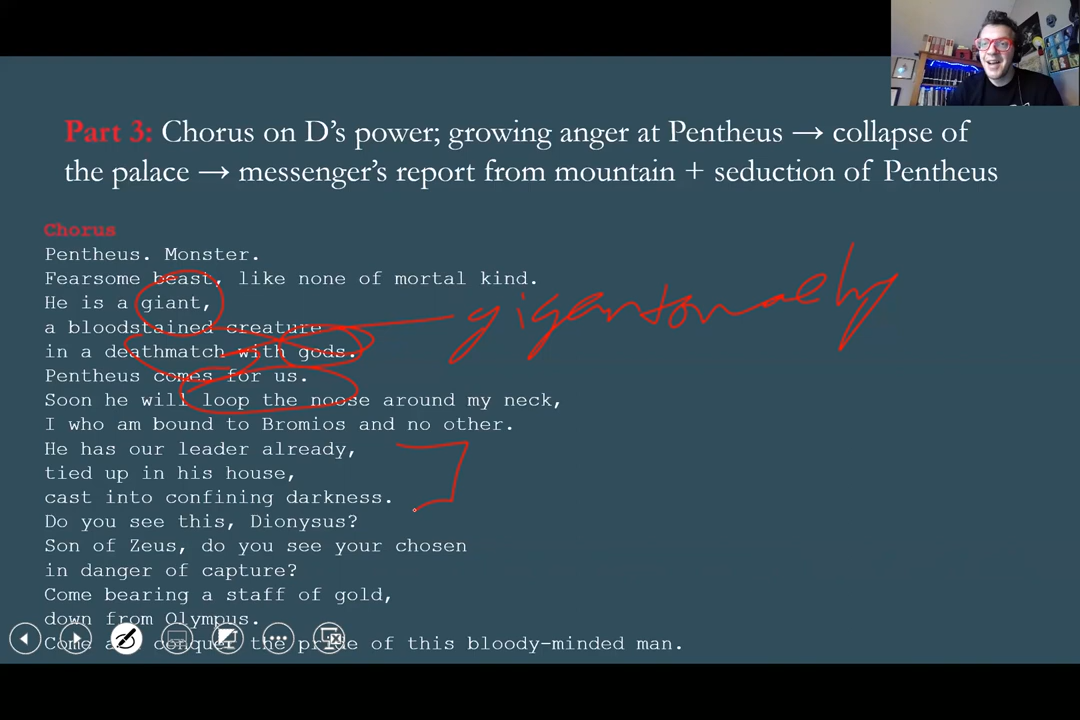 Part 3: Chorus on D's power; growing anger at Pentheus → collapse of
the palace → messenger's report from mountain + seduction of Pentheus
Chorus
Pentheus. Monster.
Fearsome beast, like none of mortal kind.
He is a giant,
a bloodstained creature
in a deathmatch with gods.
gigantomachy
Pentheus comes for us.
Soon he will loop the noose around my neck,
I who am bound to Bromios and no other.
He has our leader already,
tied up in his house,
cast into confining darkness.
Do you see this, Dionysus?
Son of Zeus, do you see your chosen
in danger of capture?
Come bearing a staff of gold,
down from Olympus.
Come and conquer the pride of this bloody-minded man.